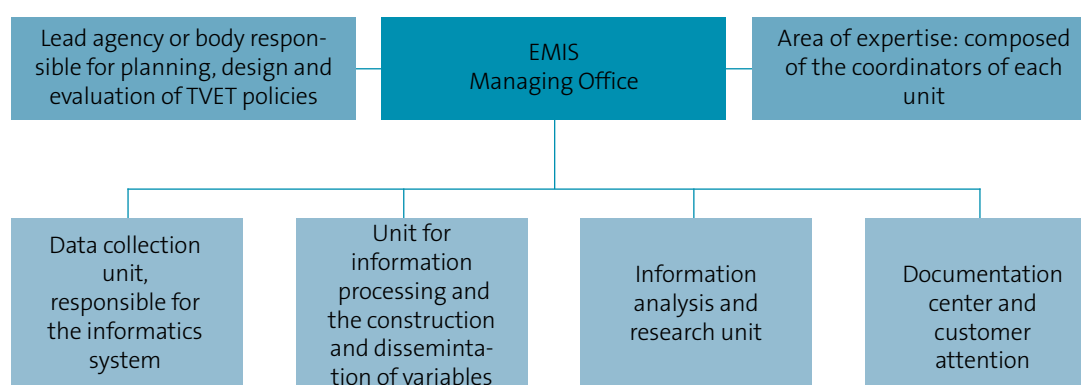 Lead agency or body respon-
sible for planning, design and
evaluation of TVET policies
EMIS
Managing Office
Area of expertise: composed
of the coordinators of each
unit
Data collection
unit,
responsible for
the informatics
system
Unit for
information
processing and
the construction
and dissemınta-
tion of variables
Information
analysis and
research unit
Documentation
center and
customer
attention